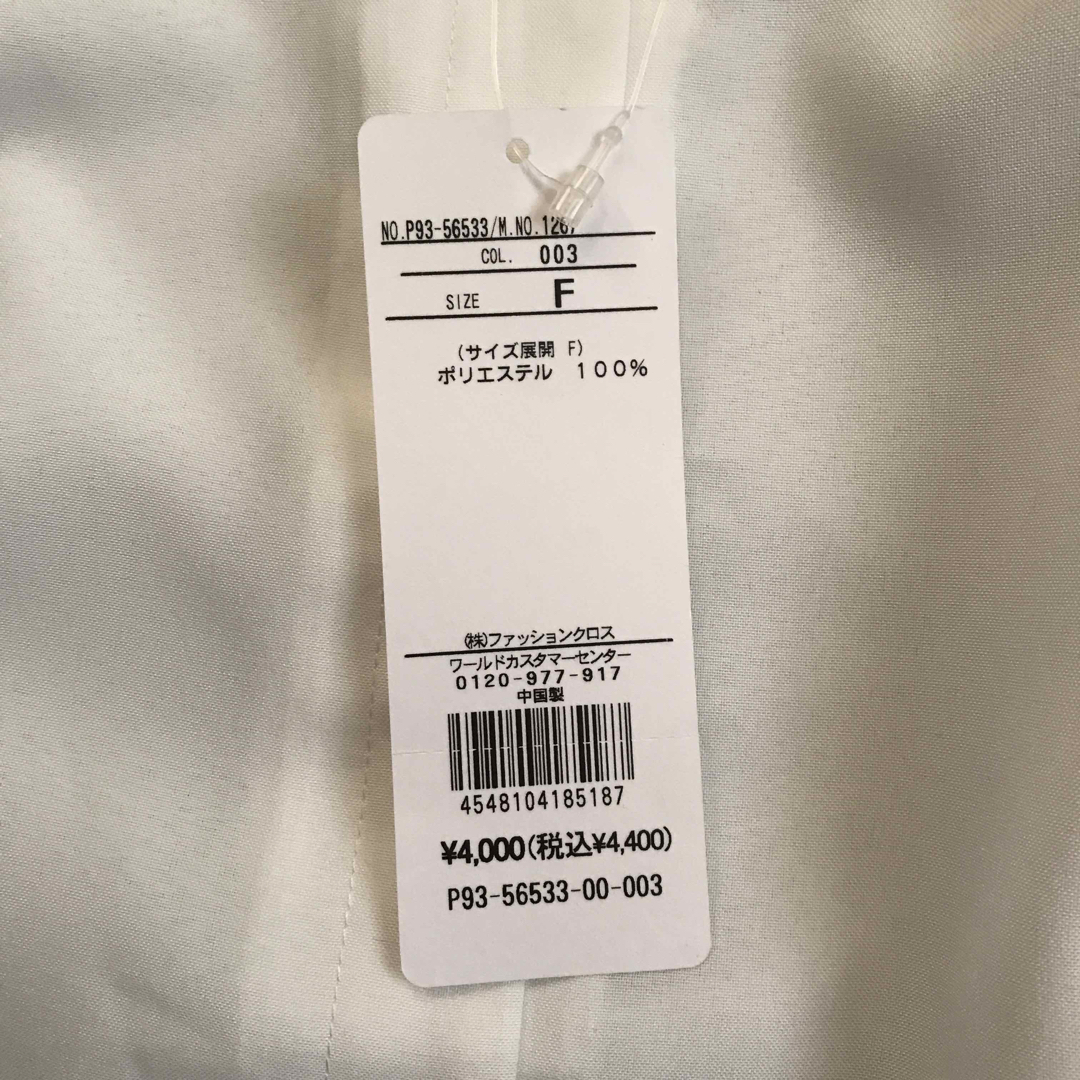 NO.P93-56533/M.NO.
COL. 003
SIZE F
(サイズ展開 F)
ポリエステル 100%
(株)ファッションクロス
ワールドカスタマーセンター
0120-977-917
中国製
4548104185187
¥4,000(税込¥4,400)
P93-56533-00-003